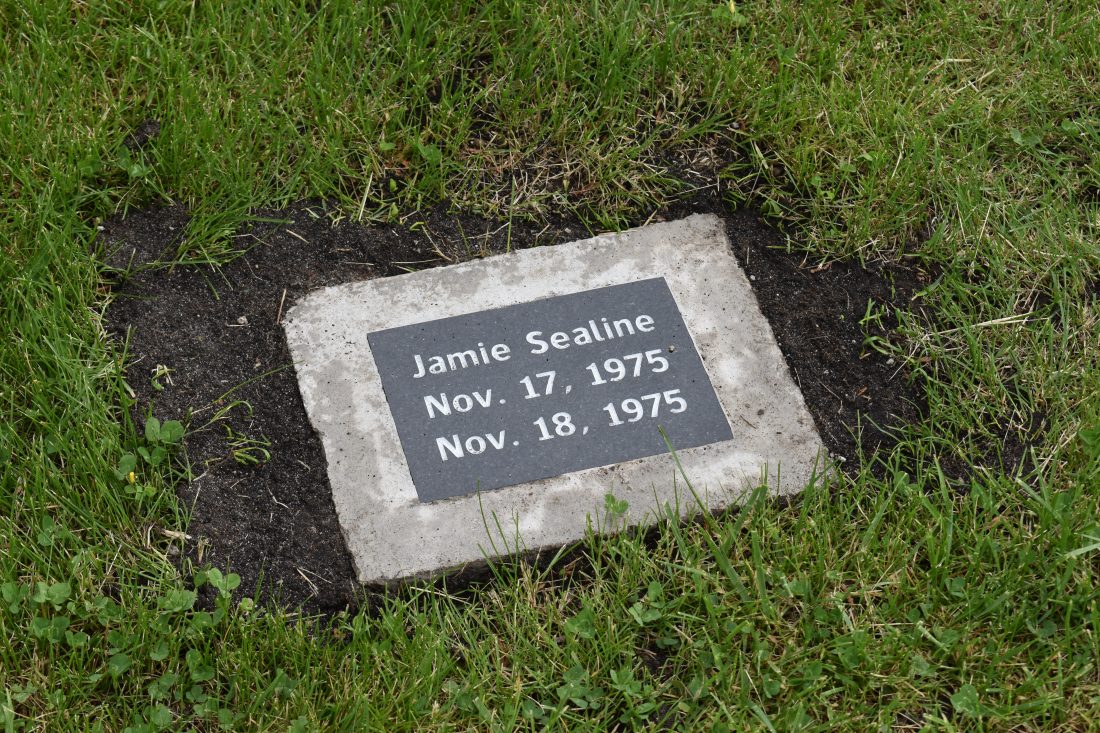 Jamie Sealine
Nov. 17, 1975
Nov. 18, 1975